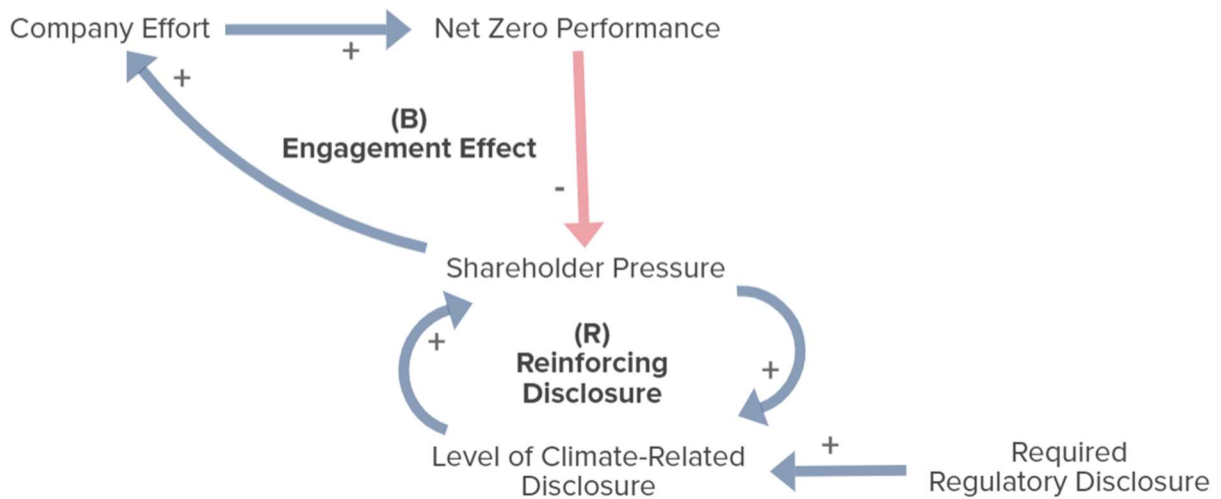 Company Effort
+
Net Zero Performance
+
(B)
Engagement Effect
-
Shareholder Pressure
+
(R)
Reinforcing
Disclosure
+
Level of Climate-Related
Disclosure
+
Required
Regulatory Disclosure